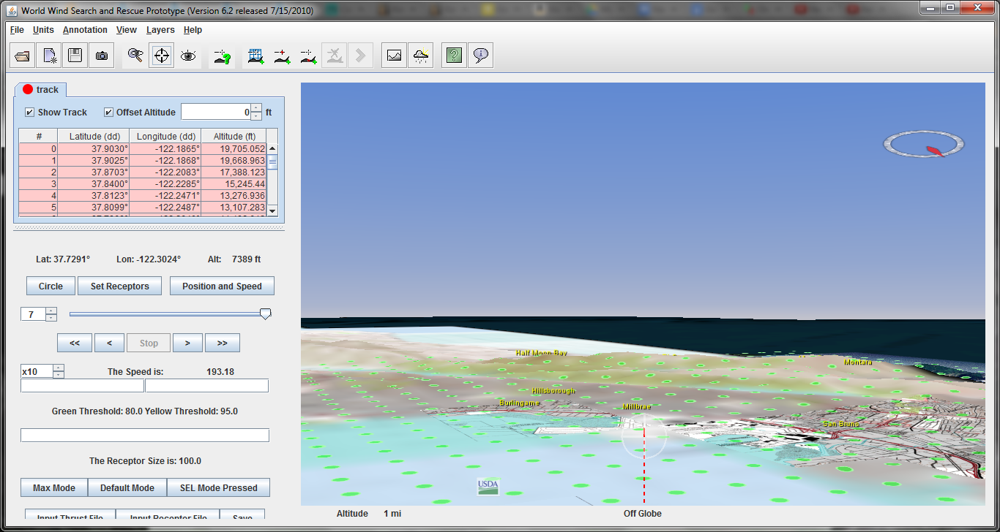 World Wind Search and Rescue Prototype (Version 6.2 released 7/15/2010)
File Units Annotation View Layers Help
track
Show Track Offset Altitude 0 ft
# Latitude (dd) Longitude (dd) Altitude (ft)
0 37.9030° -122.1865° 19,705.052
1 37.9025° -122.1868° 19,668.963
2 37.8703° -122.2083° 17,388.123
3 37.8400° -122.2285° 15,245.44
4 37.8123° -122.2471° 13,276.936
5 37.8099° -122.2487° 13,107.283
Lat: 37.7291° Lon: -122.3024° Alt: 7389 ft
Circle Set Receptors Position and Speed
7
<< < Stop > >>
x10 The Speed is: 193.18
Green Threshold: 80.0 Yellow Threshold: 95.0
The Receptor Size is: 100.0
Max Mode Default Mode SEL Mode Pressed
Input Thrust File Input Receptor File Save
Half Moon Bay
Montara
Hillsborough
Burlingame
Millbrae
San Bruno
USDA
Altitude 1 mi Off Globe